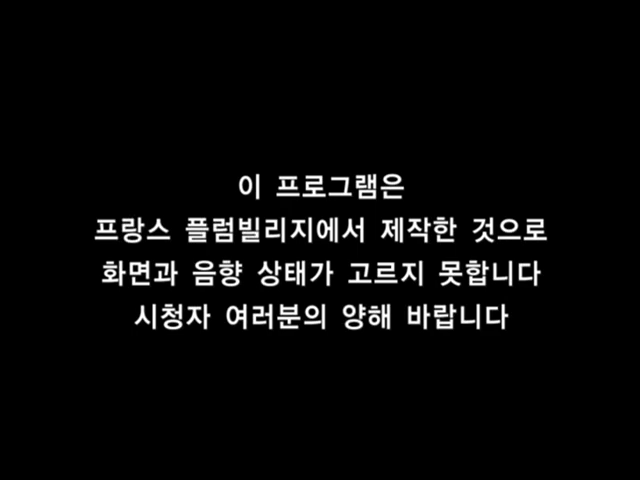 이 프로그램은
프랑스 플럼빌리지에서 제작한 것으로
화면과 음향 상태가 고르지 못합니다
시청자 여러분의 양해 바랍니다